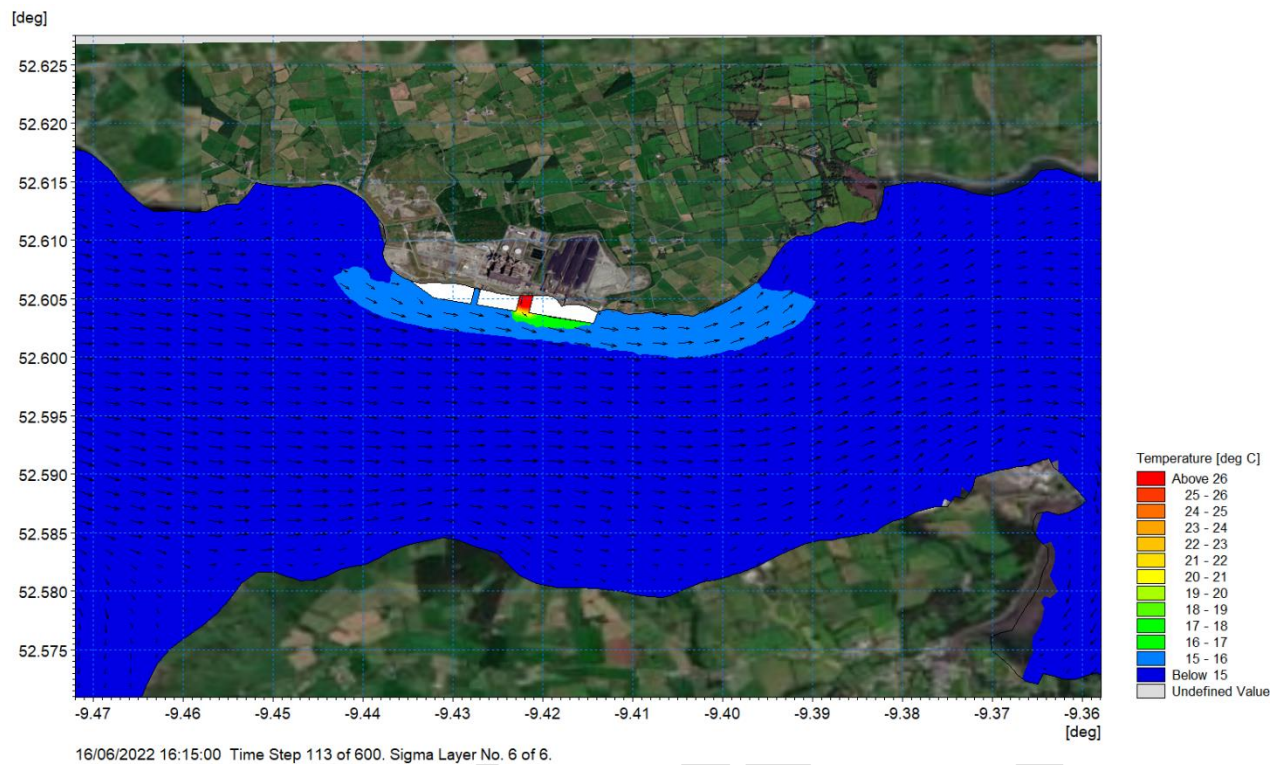 [deg]
52.625
52.620
52.615
52.610
52.605
52.600
52.595
52.590
52.585
52.580
52.575
-9.47 -9.46 -9.45 -9.44 -9.43 -9.42 -9.41 -9.40 -9.39 -9.38 -9.37 -9.36
[deg]
Temperature [deg C]
Above 26
25 - 26
24 - 25
23 - 24
22 - 23
21 - 22
20 - 21
19 - 20
18 - 19
17 - 18
16 - 17
15 - 16
Below 15
Undefined Value
16/06/2022 16:15:00 Time Step 113 of 600. Sigma Layer No. 6 of 6.